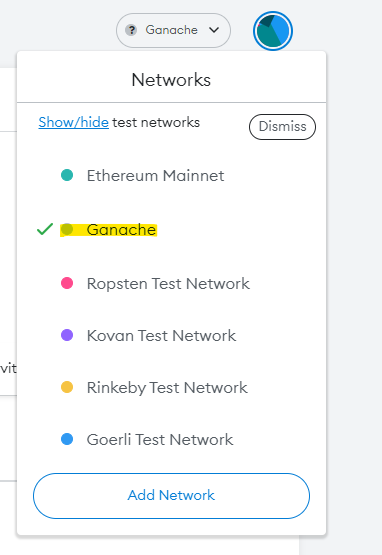 Ganache
Networks
Show/hide test networks
Dismiss
Ethereum Mainnet
Ganache
Ropsten Test Network
Kovan Test Network
vit
Rinkeby Test Network
Goerli Test Network
Add Network